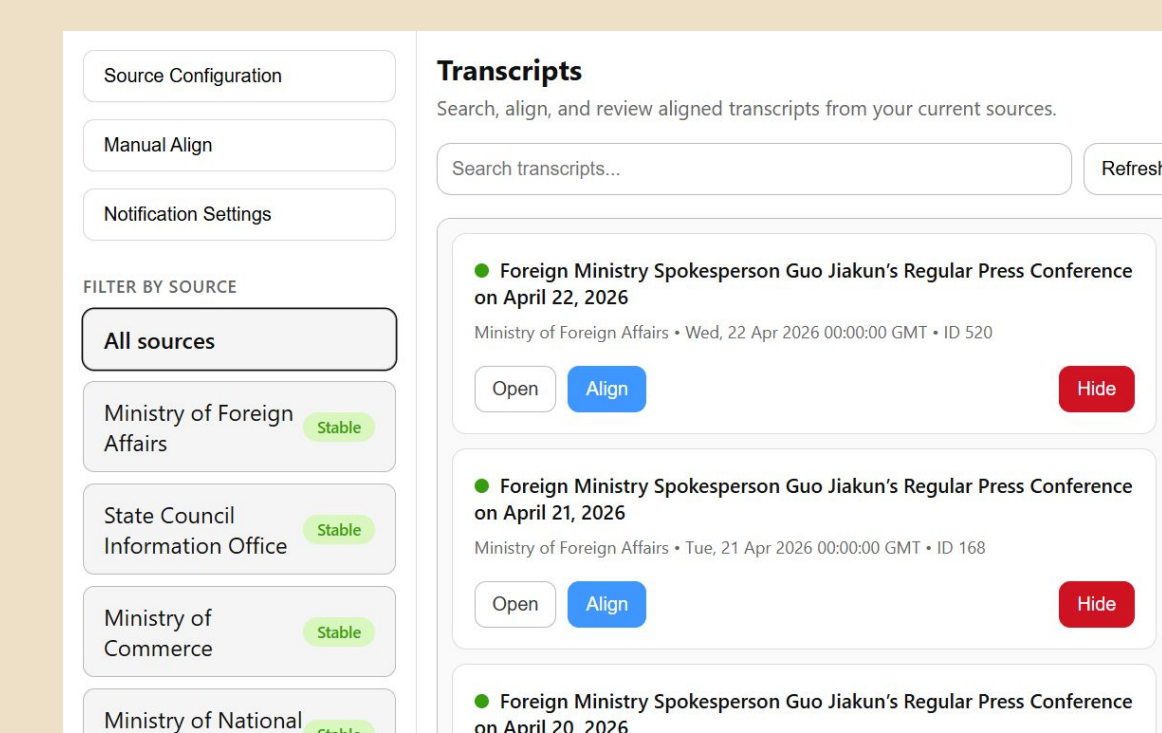 Source Configuration
Manual Align
Notification Settings
FILTER BY SOURCE
All sources
Ministry of Foreign
Affairs
Stable
State Council
Information Office
Stable
Ministry of
Commerce
Stable
Ministry of National
Stable
Transcripts
Search, align, and review aligned transcripts from your current sources.
Search transcripts...
Refresh
Foreign Ministry Spokesperson Guo Jiakun’s Regular Press Conference
on April 22, 2026
Ministry of Foreign Affairs • Wed, 22 Apr 2026 00:00:00 GMT • ID 520
Open
Align
Hide
Foreign Ministry Spokesperson Guo Jiakun’s Regular Press Conference
on April 21, 2026
Ministry of Foreign Affairs • Tue, 21 Apr 2026 00:00:00 GMT • ID 168
Open
Align
Hide
Foreign Ministry Spokesperson Guo Jiakun’s Regular Press Conference
on April 20, 2026